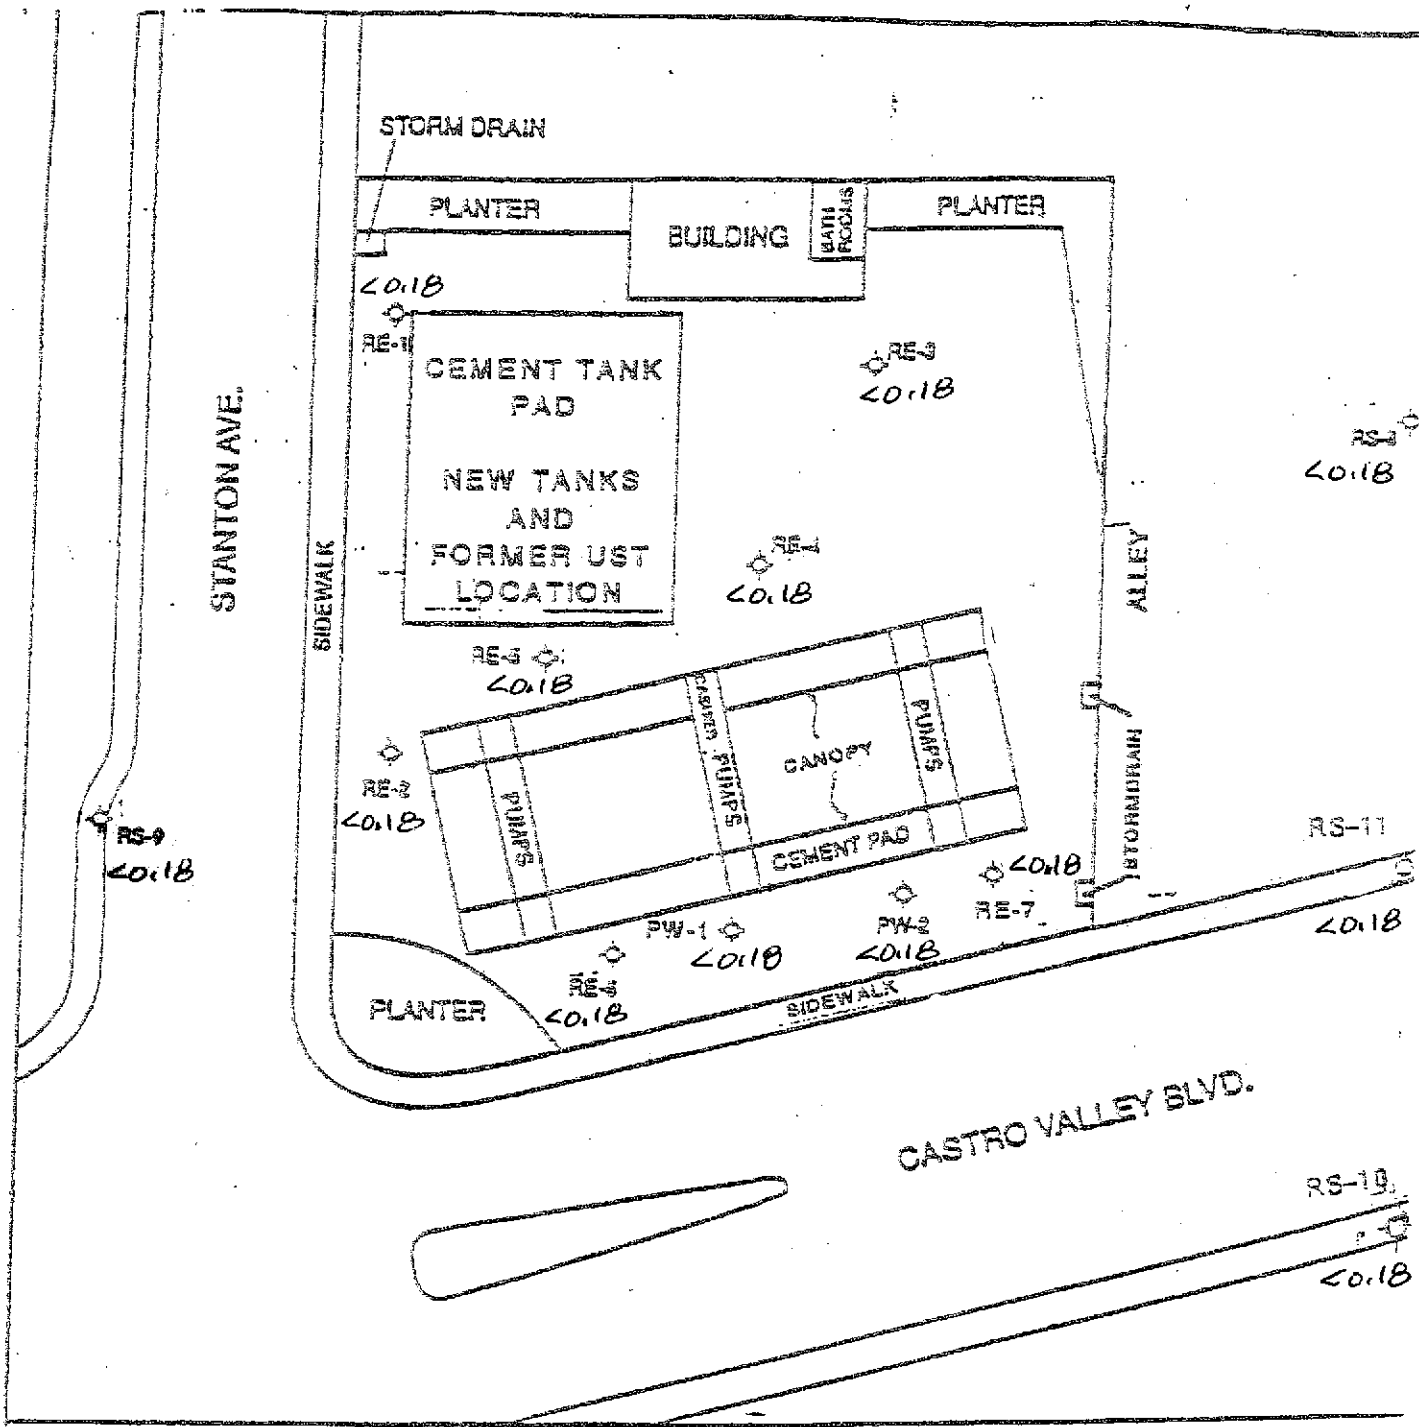 STORM DRAIN
PLANTER
BUILDING
BATH
ROOMS
PLANTER
<0.18
RE-1
CEMENT TANK
PAD
NEW TANKS
AND
FORMER UST
LOCATION
RE-3
<0.18
<0.18
STANTON AVE.
SIDEWALK
ALLEY
RE-4
<0.18
RE-5
<0.18
PUMPS
PUMPS
PUMPS
CANOPY
CEMENT PAD
RE-2
<0.18
RS-9
<0.18
RS-11
<0.18
<0.18
RE-7
PW-1
<0.18
PW-2
<0.18
<0.18
PLANTER
SIDEWALK
CASTRO VALLEY BLVD.
RS-10
<0.18